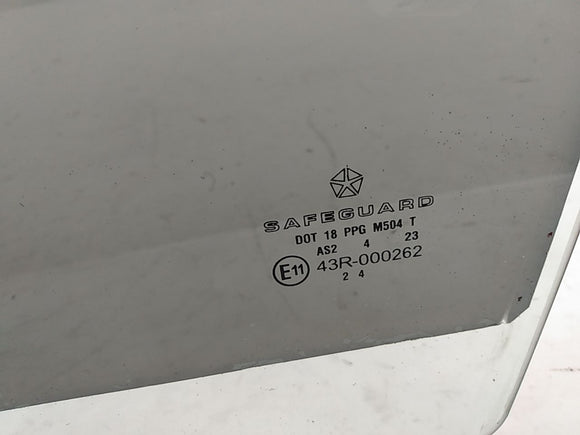 SAFEGUARD
DOT 18 PPG M504 T
AS2 4 23
E11 43R-000262
2 4